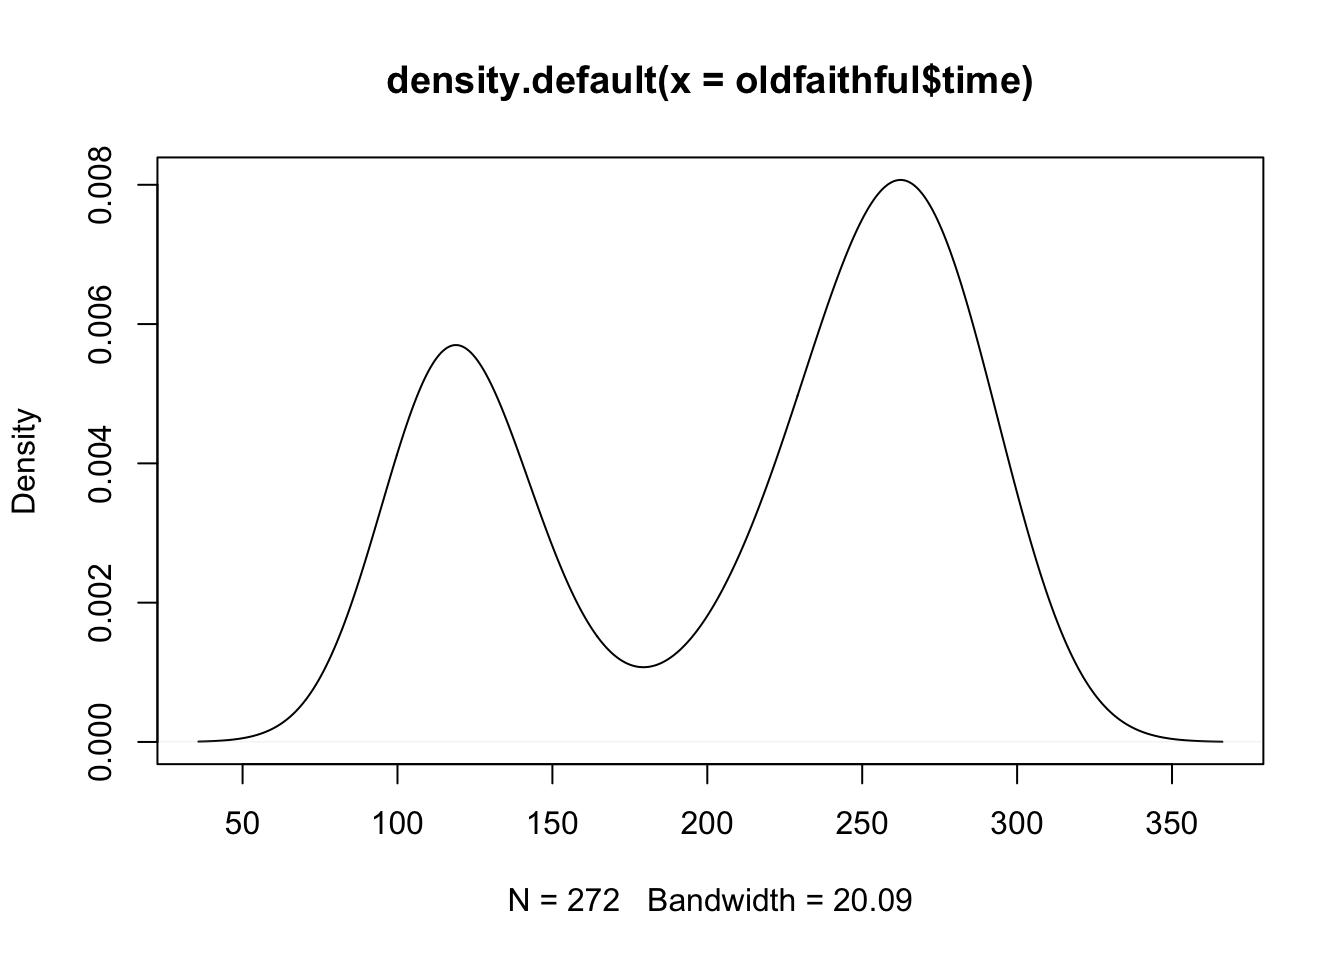 density.default(x = oldfaithful$time)
Density
0.008
0.006
0.004
0.002
0.000
50 100 150 200 250 300 350
N = 272 Bandwidth = 20.09